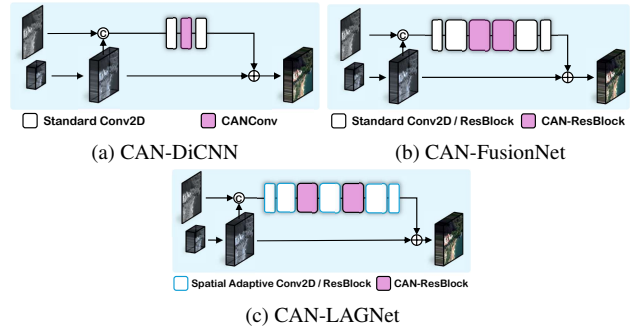 C
C
Standard Conv2D CANConv
Standard Conv2D / ResBlock CAN-ResBlock
(a) CAN-DiCNN
(b) CAN-FusionNet
C
Spatial Adaptive Conv2D / ResBlock CAN-ResBlock
(c) CAN-LAGNet